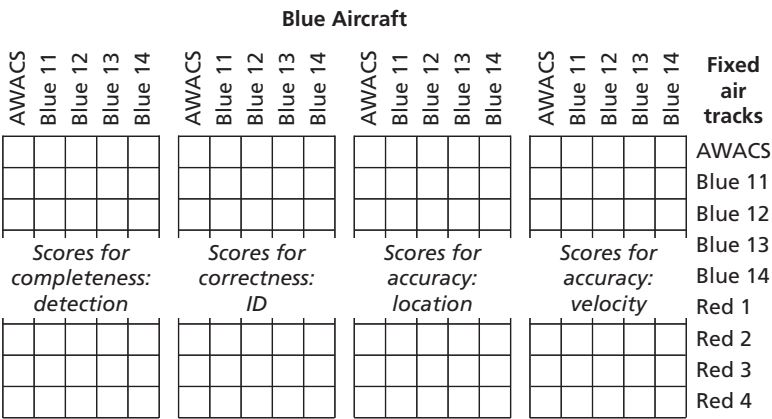 Blue Aircraft
AWACS Blue 11 Blue 12 Blue 13 Blue 14
AWACS Blue 11 Blue 12 Blue 13 Blue 14
AWACS Blue 11 Blue 12 Blue 13 Blue 14
AWACS Blue 11 Blue 12 Blue 13 Blue 14
Fixed
air
tracks
Scores for
completeness:
detection
Scores for
correctness:
ID
Scores for
accuracy:
location
Scores for
accuracy:
velocity
AWACS
Blue 11
Blue 12
Blue 13
Blue 14
Red 1
Red 2
Red 3
Red 4